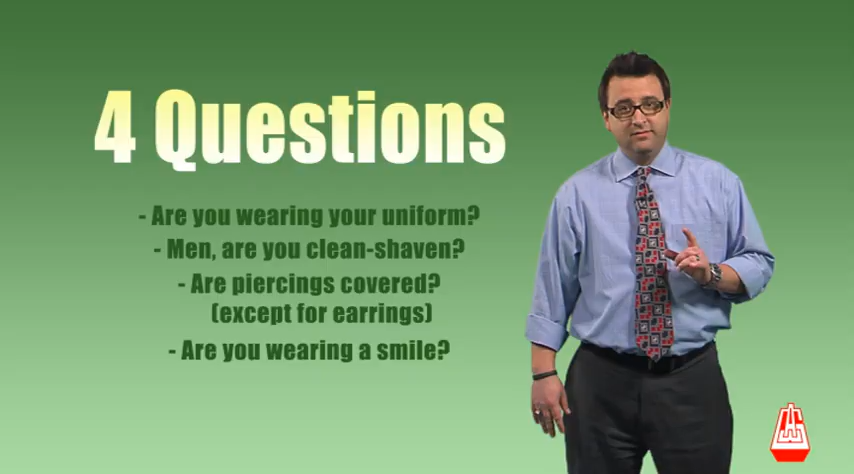 4 Questions
- Are you wearing your uniform?
- Men, are you clean-shaven?
- Are piercings covered?
(except for earrings)
- Are you wearing a smile?